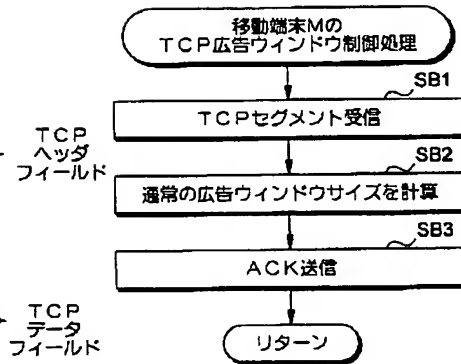 移動端末Mの
TCP広告ウィンドウ制御処理
SB1
TCPセグメント受信
TCP
ヘッダ
フィールド
SB2
通常の広告ウィンドウサイズを計算
SB3
ACK送信
TCP
データ
フィールド
リターン